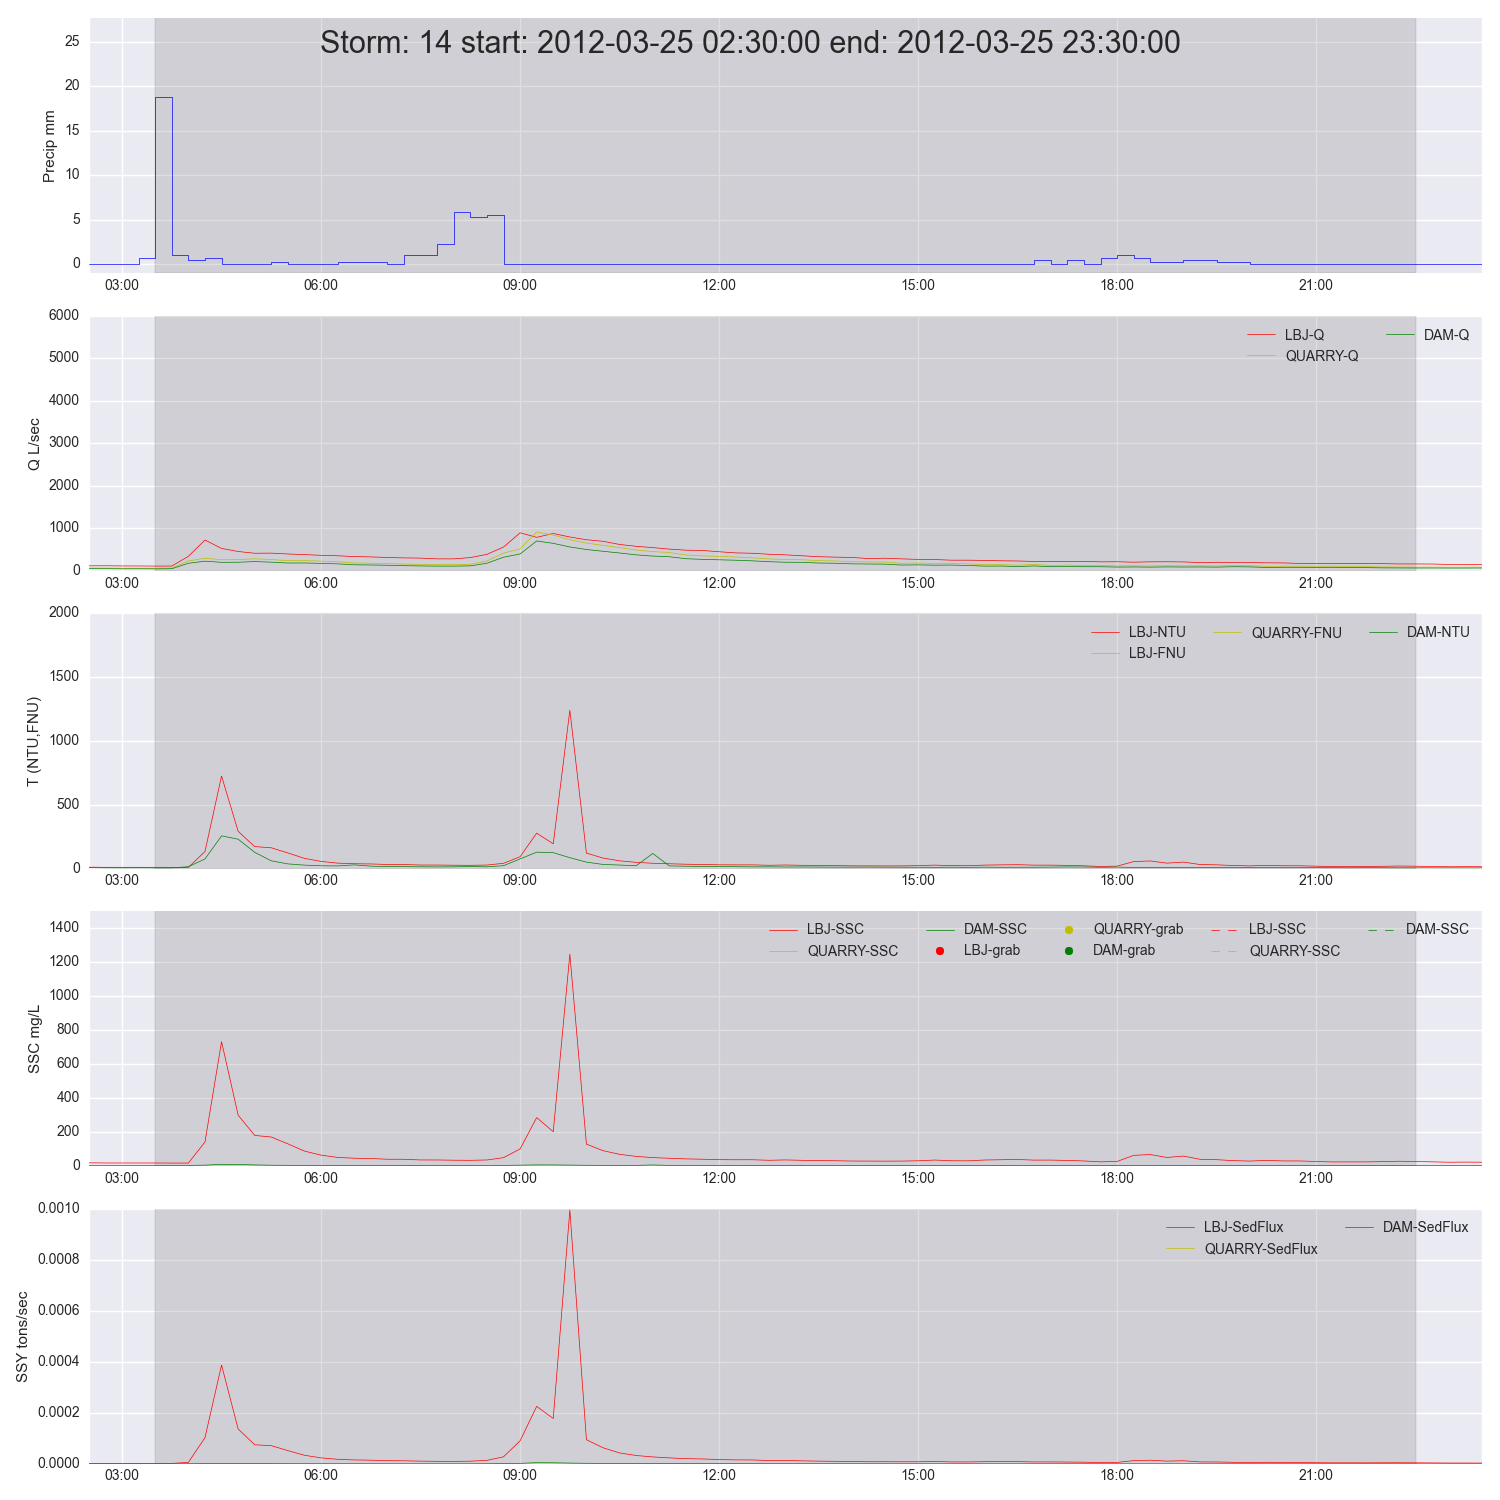 Storm: 14 start: 2012-03-25 02:30:00 end: 2012-03-25 23:30:00
Precip mm
25
20
15
10
5
0
03:00 06:00 09:00 12:00 15:00 18:00 21:00
Q L/sec
6000
5000
4000
3000
2000
1000
0
LBJ-Q DAM-Q
QUARRY-Q
03:00 06:00 09:00 12:00 15:00 18:00 21:00
T (NTU,FNU)
2000
1500
1000
500
0
LBJ-NTU QUARRY-FNU DAM-NTU
LBJ-FNU
03:00 06:00 09:00 12:00 15:00 18:00 21:00
SSC mg/L
1400
1200
1000
800
600
400
200
0
LBJ-SSC DAM-SSC QUARRY-grab LBJ-SSC DAM-SSC
QUARRY-SSC LBJ-grab DAM-grab QUARRY-SSC
03:00 06:00 09:00 12:00 15:00 18:00 21:00
SSY tons/sec
0.0010
0.0008
0.0006
0.0004
0.0002
0.0000
LBJ-SedFlux DAM-SedFlux
QUARRY-SedFlux
03:00 06:00 09:00 12:00 15:00 18:00 21:00